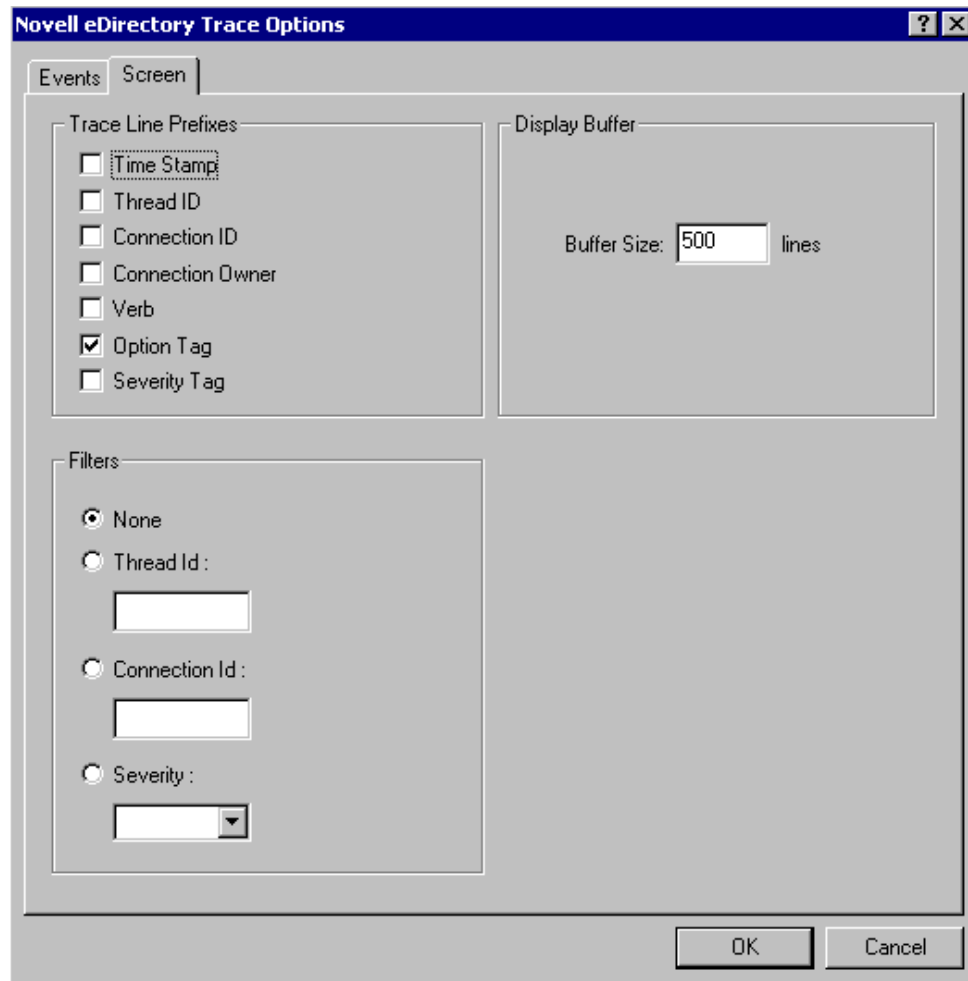 Novell eDirectory Trace Options
Events Screen
Trace Line Prefixes
Time Stamp
Thread ID
Connection ID
Connection Owner
Verb
Option Tag
Severity Tag
Display Buffer
Buffer Size: 500 lines
Filters
None
Thread Id :
Connection Id :
Severity :
OK Cancel